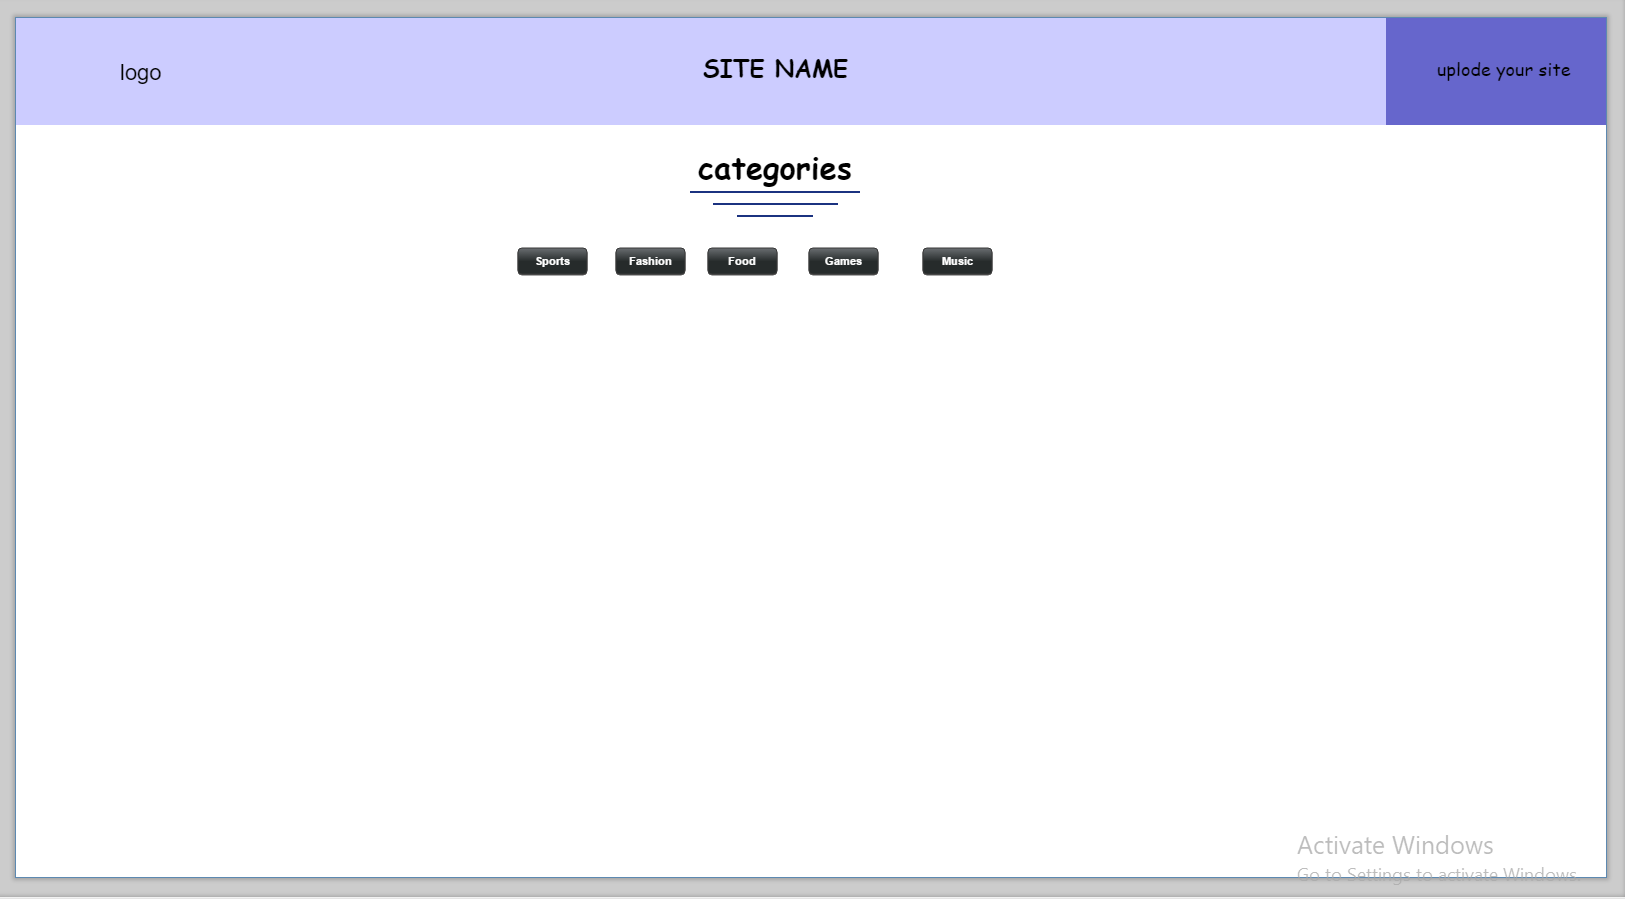 logo
SITE NAME
uplode your site
categories
Sports Fashion Food Games Music
Activate Windows
Go to Settings to activate Windows.